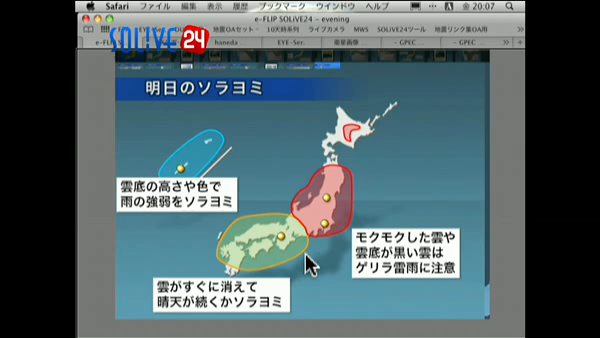 Safari ファイル 編集 表示 履歴 ブックマーク ウインドウ ヘルプ 金 20:07
e-FLIP SOLiVE24 – evening
地震OAセット 10次時系列 ライブカメラ MWS SOLiVE24ツール 地震リンク集OA用
e-FL haneda EYE-Ser 衛星画像 - GPEC - GPEC
SOLiVE 24
明日のソラヨミ
雲底の高さや色で
雨の強弱をソラヨミ
モクモクした雲や
雲底が黒い雲は
ゲリラ雷雨に注意
雲がすぐに消えて
晴天が続くかソラヨミ